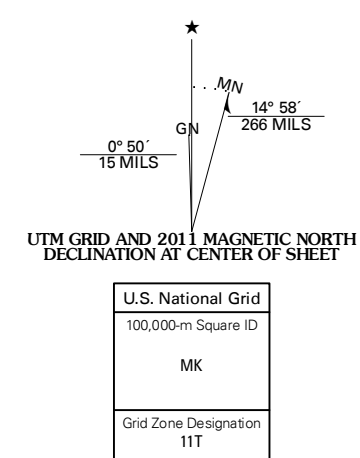 ★
MN
GN
14° 58´
266 MILS
0° 50´
15 MILS
UTM GRID AND 2011 MAGNETIC NORTH
DECLINATION AT CENTER OF SHEET
U.S. National Grid
100,000-m Square ID
MK
Grid Zone Designation
11T